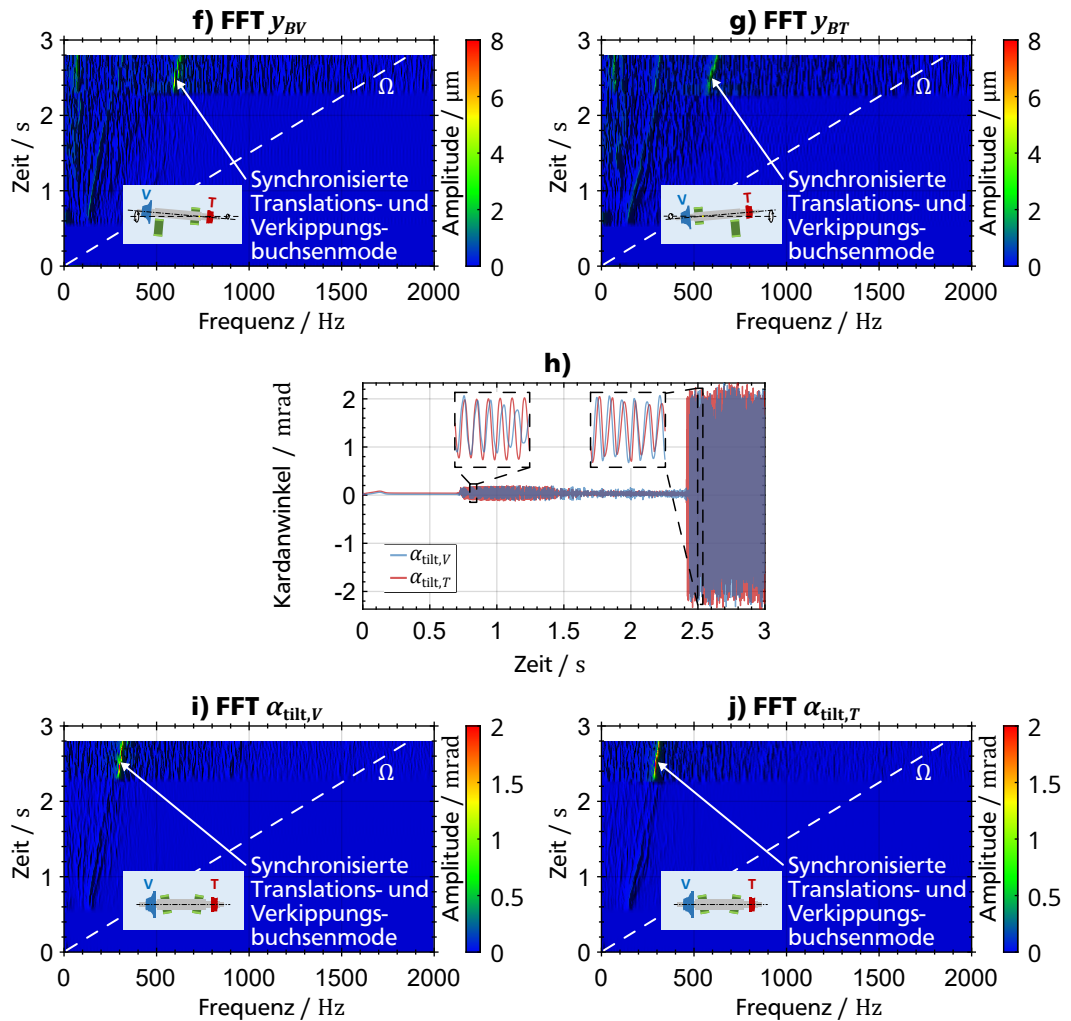 f) FFT y_BV
3
2
1
0
Zeit / s
0 500 1000 1500 2000
Frequenz / Hz
Ω
V
T
Synchronisierte
Translations- und
Verkippungs-
buchsenmode
8
6
4
2
0
Amplitude / μm
g) FFT y_BT
3
2
1
0
Zeit / s
0 500 1000 1500 2000
Frequenz / Hz
Ω
V
T
Synchronisierte
Translations- und
Verkippungs-
buchsenmode
8
6
4
2
0
Amplitude / μm
h)
2
1
0
-1
-2
Kardanwinkel / mrad
α_tilt,V
α_tilt,T
0 0.5 1 1.5 2 2.5 3
Zeit / s
i) FFT α_tilt,V
3
2
1
0
Zeit / s
0 500 1000 1500 2000
Frequenz / Hz
Ω
V
T
Synchronisierte
Translations- und
Verkippungs-
buchsenmode
2
1.5
1
0.5
0
Amplitude / mrad
j) FFT α_tilt,T
3
2
1
0
Zeit / s
0 500 1000 1500 2000
Frequenz / Hz
Ω
V
T
Synchronisierte
Translations- und
Verkippungs-
buchsenmode
2
1.5
1
0.5
0
Amplitude / mrad